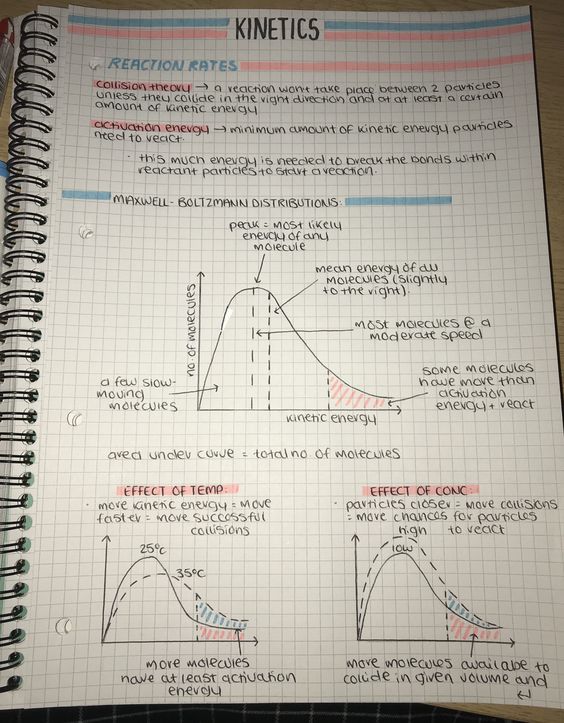 KINETICS
REACTION RATES
collision theory → a reaction wont take place between 2 particles
unless they collide in the right direction and at at least a certain
amount of kinetic energy
activation energy → minimum amount of kinetic energy particles
need to react.
· this much energy is needed to break the bonds within
reactant particles to start a reaction.
MAXWELL-BOLTZMANN DISTRIBUTIONS:
peak = most likely
energy of any
molecule
mean energy of all
molecules (slightly
to the right).
no. of molecules
most molecules @ a
moderate speed
a few slow-
moving
molecules
some molecules
have more than
activation
energy + react
kinetic energy
area under curve = total no of molecules
EFFECT OF TEMP:
· more kinetic energy = move
faster = more successful
collisions
25°C
35°C
more molecules
have at least activation
energy
EFFECT OF CONC:
· particles closer = more collisions
= more chances for particles
to react
high
low
more molecules available to
collide in given volume and
↵